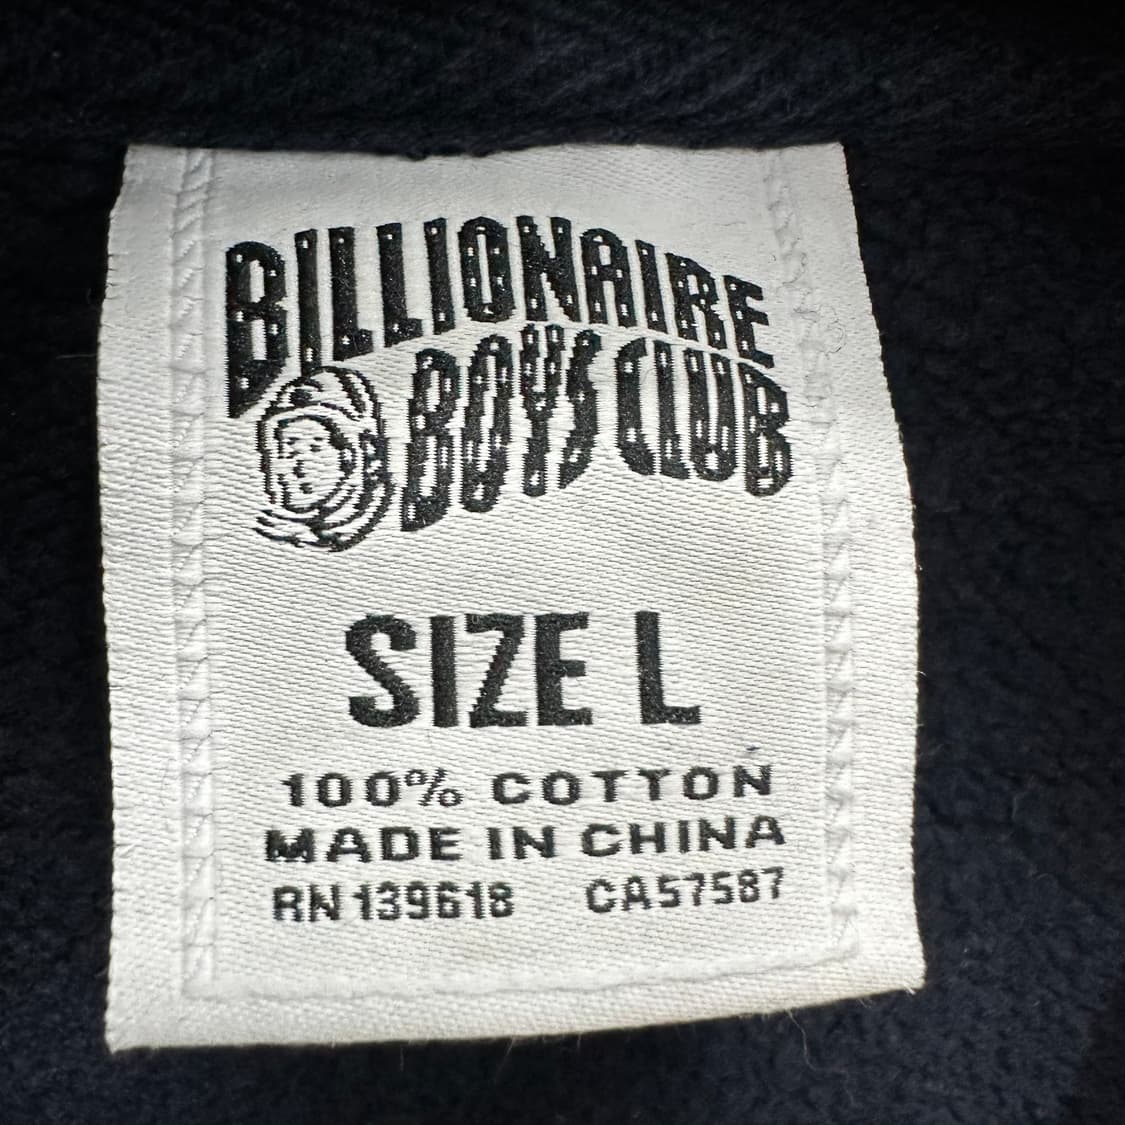 BILLIONAIRE
BOYS CLUB
SIZE L
100% COTTON
MADE IN CHINA
RN 139618 CA57587